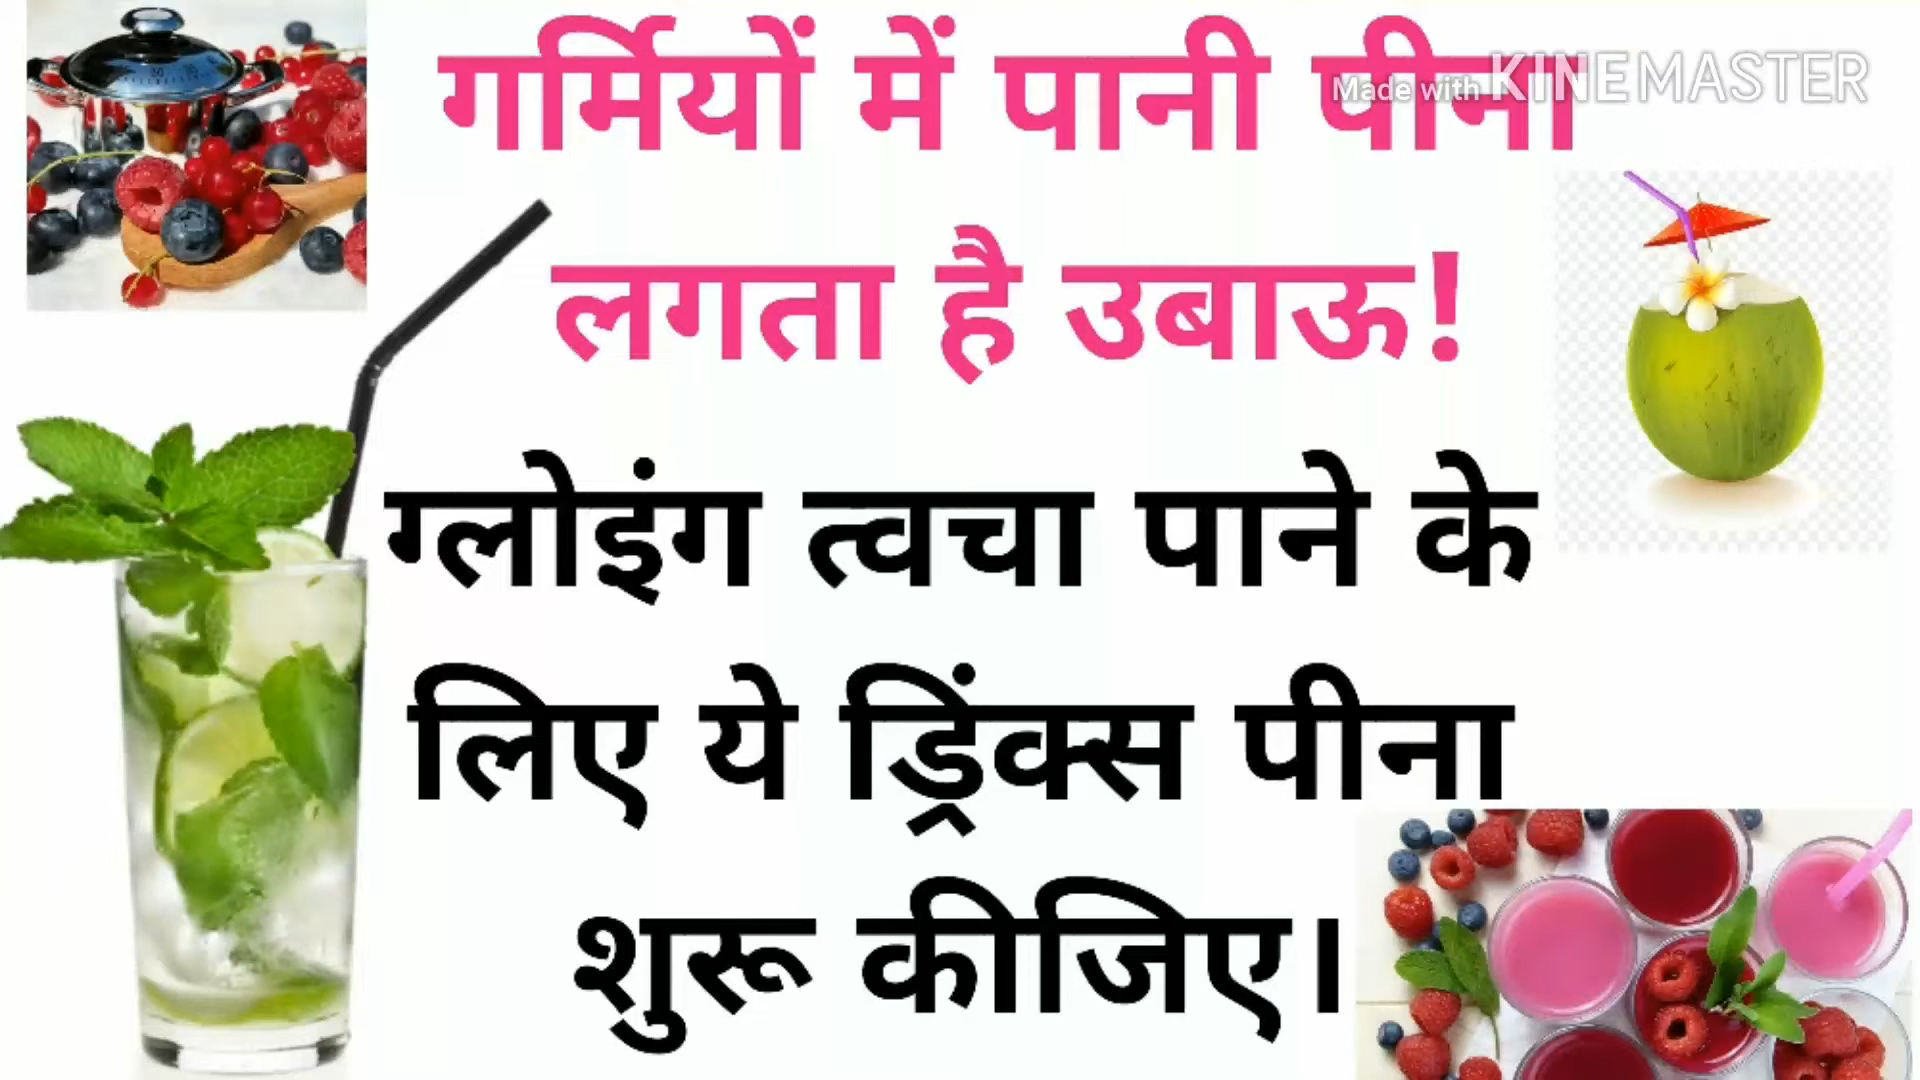 गर्मियों में पानी पीना
Made with KINEMASTER
लगता है उबाऊ!
ग्लोइंग त्वचा पाने के
लिए ये ड्रिंक्स पीना
शुरू कीजिए।